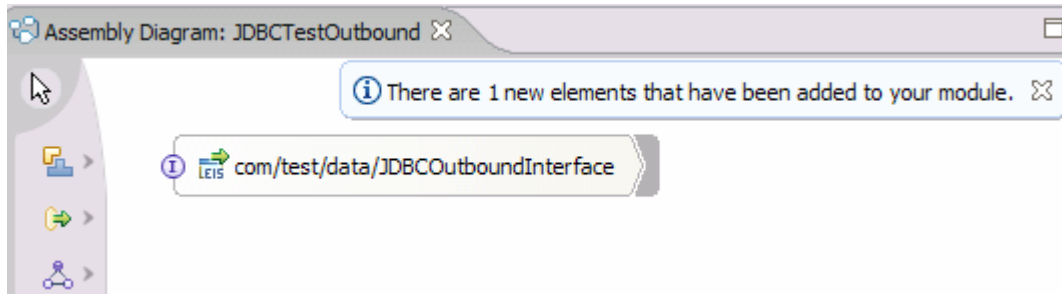 Assembly Diagram: JDBCTestOutbound
There are 1 new elements that have been added to your module.
I EIS com/test/data/JDBCOutboundInterface